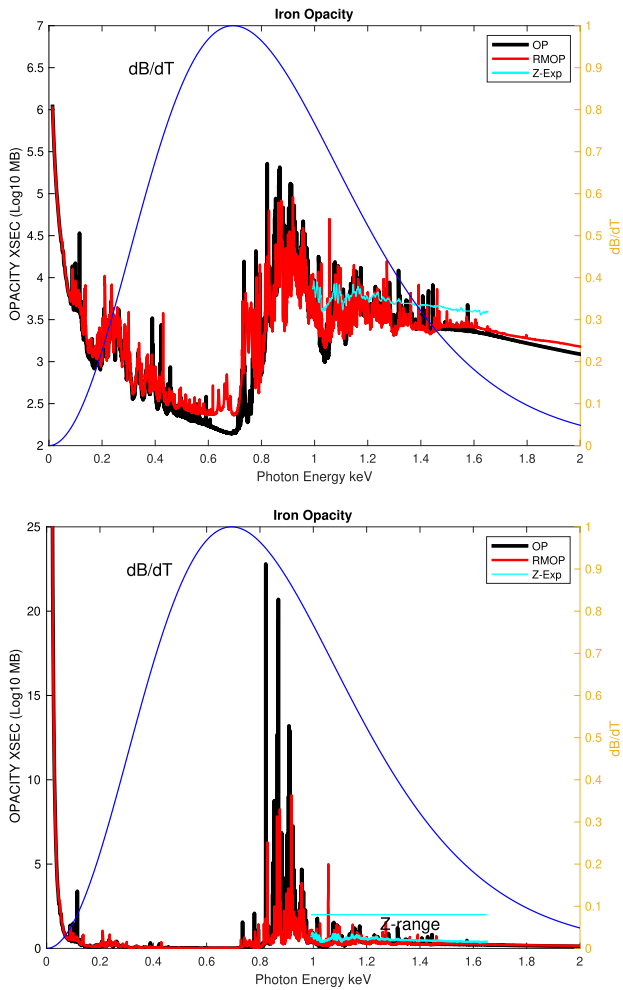 Iron Opacity
7
6.5
6
5.5
5
4.5
4
3.5
3
2.5
2
OPACITY XSEC (Log10 MB)
dB/dT
OP
RMOP
Z-Exp
1
0.9
0.8
0.7
0.6
0.5
0.4
0.3
0.2
0.1
0
dB/dT
0 0.2 0.4 0.6 0.8 1 1.2 1.4 1.6 1.8 2
Photon Energy keV
Iron Opacity
25
20
15
10
5
0
OPACITY XSEC (Log10 MB)
dB/dT
OP
RMOP
Z-Exp
Z-range
1
0.9
0.8
0.7
0.6
0.5
0.4
0.3
0.2
0.1
0
dB/dT
0 0.2 0.4 0.6 0.8 1 1.2 1.4 1.6 1.8 2
Photon Energy keV